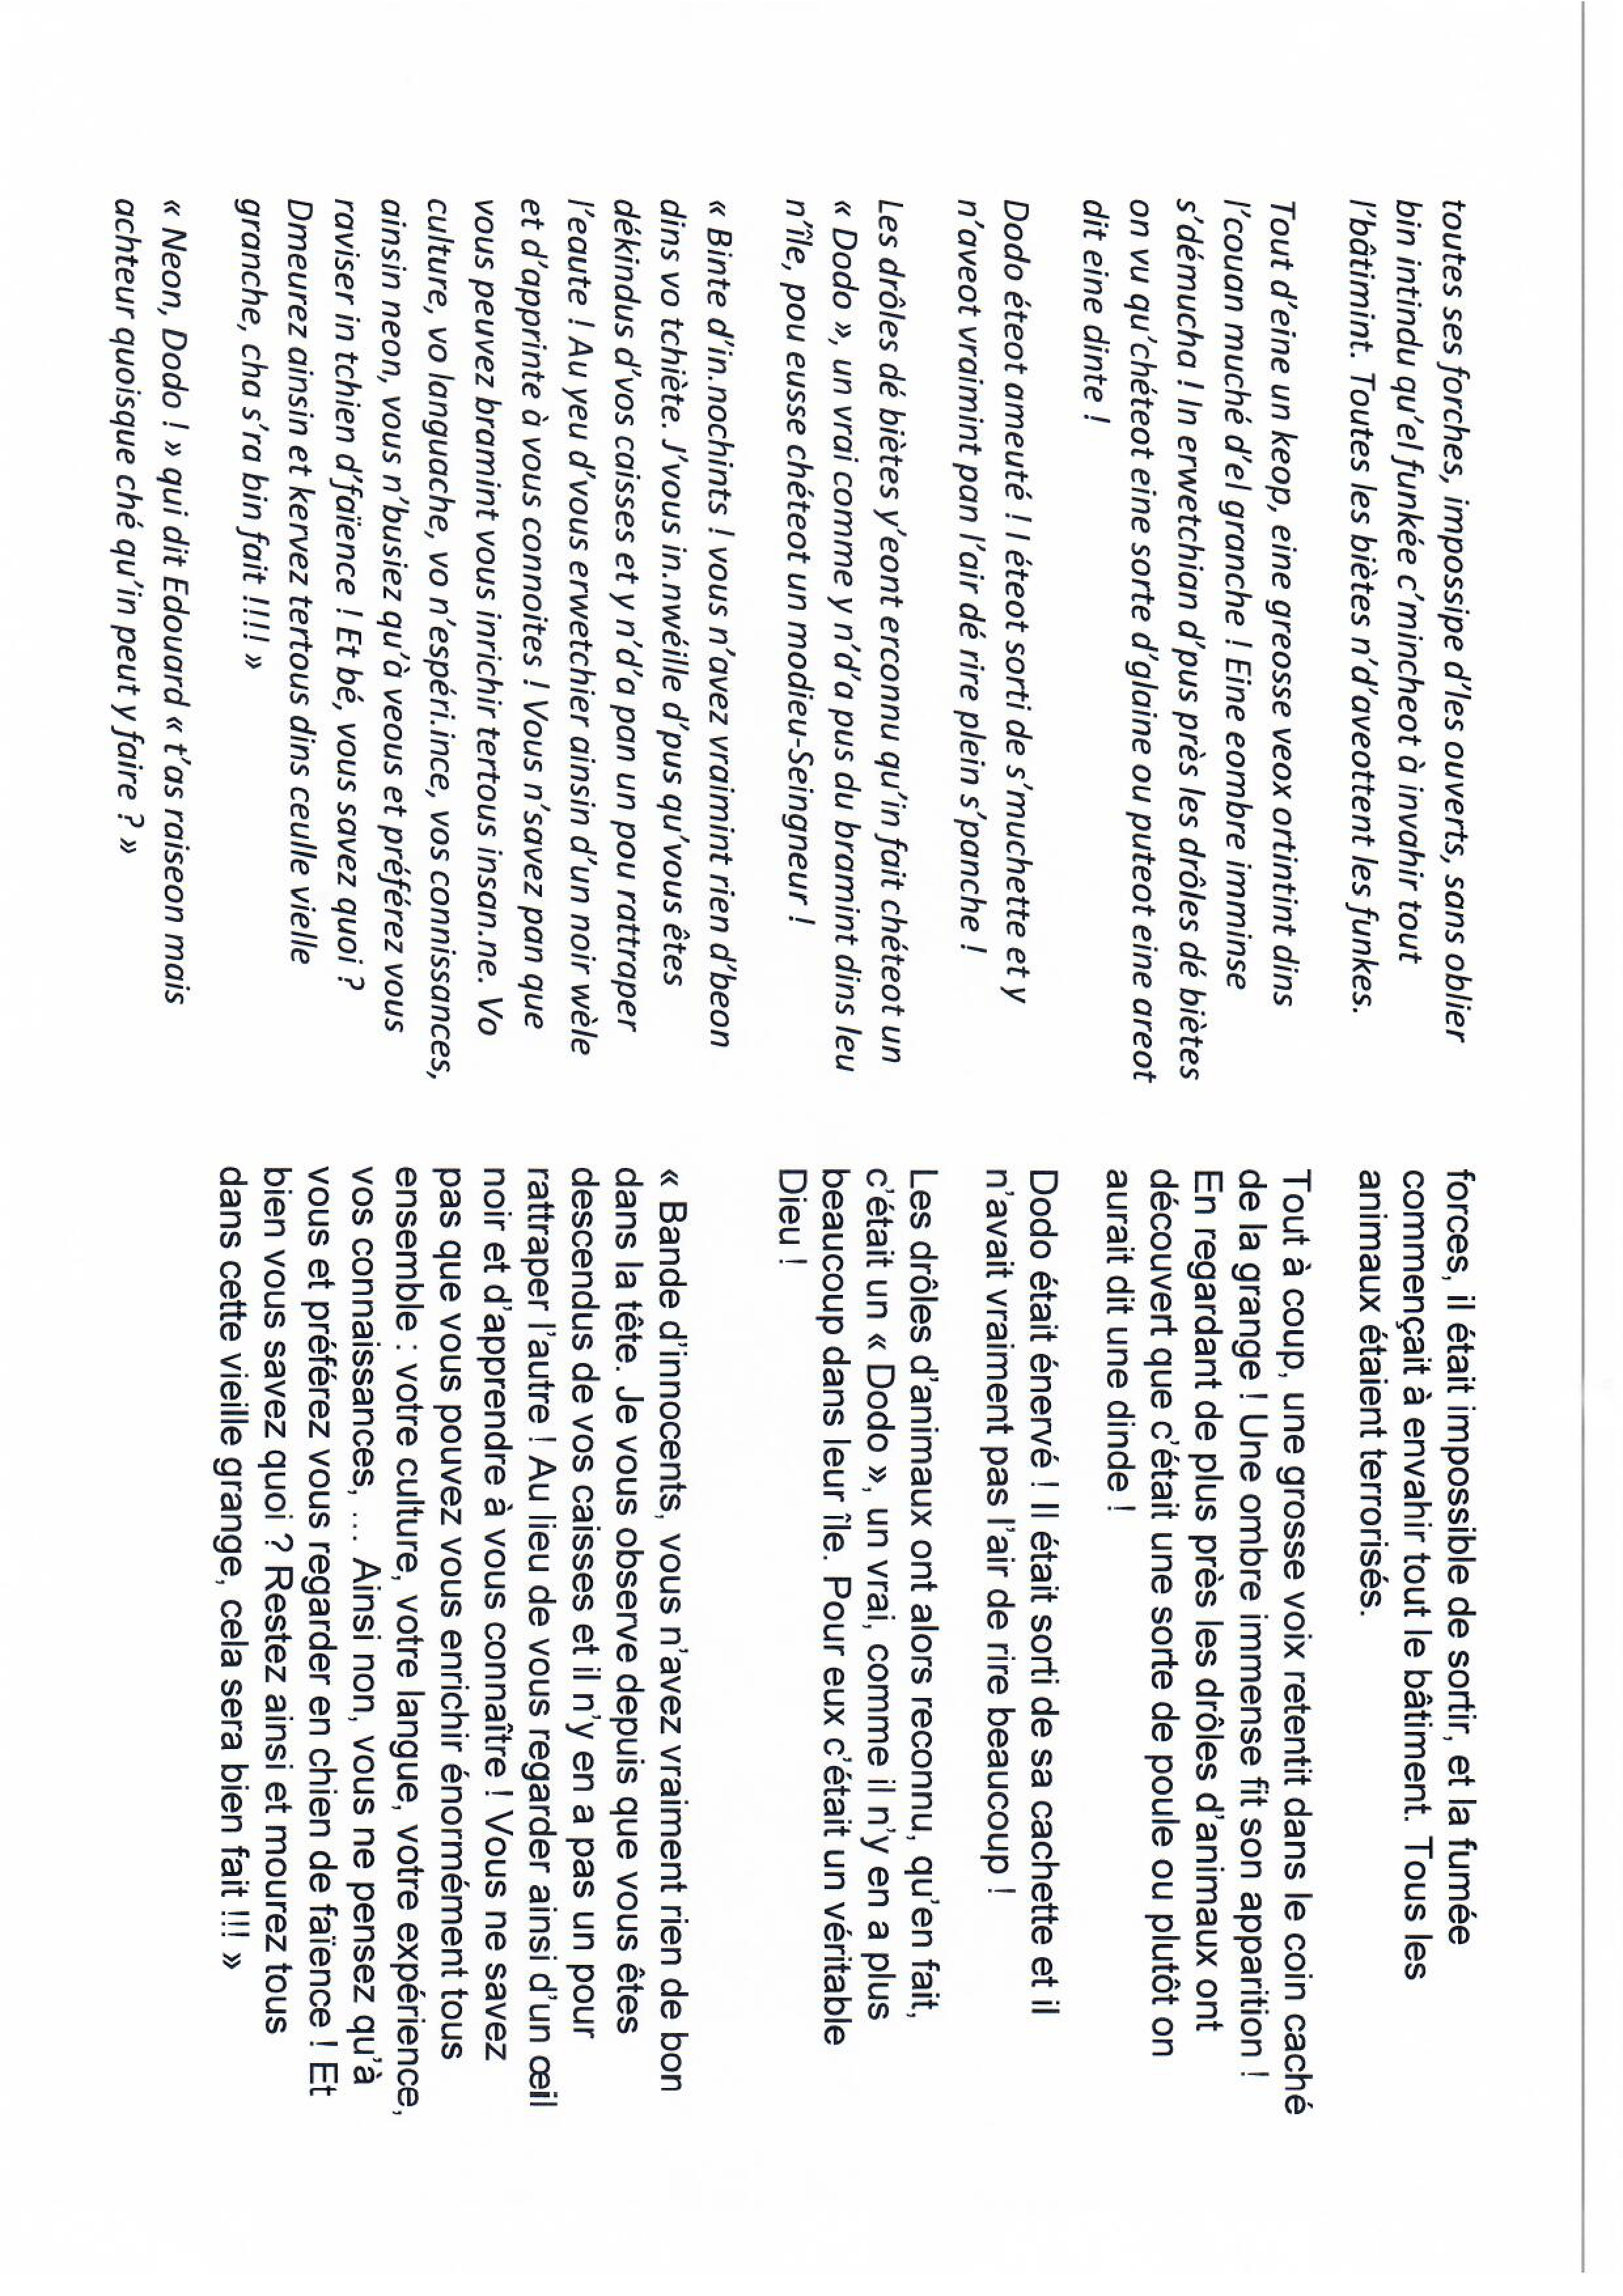 toutes ses forches, impossipe d'les ouverts, sans oblier
bin intindu qu'el funkée c'mincheot à invahir tout
l'bâtimint. Toutes les biètes n'd'aveottent les funkes.
Tout d'eine un keop, eine greosse veox ortintint dins
l'couan muché d'el granche ! Eine eombre imminse
s'démucha ! In erwetchian d'pus près les drôles dé biètes
on vu qu'chéteot eine sorte d'glaine ou puteot eine areot
dit eine dinte !
Dodo éteot ameuté ! I éteot sorti de s'muchette et y
n'aveot vraimint pan l'air dé rire plein s'panche !
Les drôles dé biètes y'eont erconnu qu'in fait chéteot un
« Dodo », un vrai comme y n'd'a pus du bramint dins leu
n'île, pou eusse chéteot un modieu-Seingneur !
« Binte d'in.nochints ! vous n'avez vraimint rien d'beon
dins vo tchiète. J'vous in.nwéille d'pus qu'vous êtes
dékindus d'vos caisses et y n'd'a pan un pou rattraper
l'eaute ! Au yeu d'vous erwetchier ainsin d'un noir wèle
et d'apprinte à vous connoites ! Vous n'savez pan que
vous peuvez bramint vous inrichir tertous insan.ne. Vo
culture, vo languache, vo n'espéri.ince, vos connissances,
ainsin neon, vous n'busiez qu'à veous et préférez vous
raviser in tchien d'faïence ! Et bé, vous savez quoi ?
Dmeurez ainsin et kervez tertous dins ceulle vielle
granche, cha s'ra bin fait !!!! »
« Neon, Dodo ! » qui dit Edouard « t'as raiseon mais
achteur quoisque ché qu'in peut y faire ? »
forces, il était impossible de sortir, et la fumée
commençait à envahir tout le bâtiment. Tous les
animaux étaient terrorisés.
Tout à coup, une grosse voix retentit dans le coin caché
de la grange ! Une ombre immense fit son apparition !
En regardant de plus près les drôles d'animaux ont
découvert que c'était une sorte de poule ou plutôt on
aurait dit une dinde !
Dodo était énervé ! Il était sorti de sa cachette et il
n'avait vraiment pas l'air de rire beaucoup !
Les drôles d'animaux ont alors reconnu, qu'en fait,
c'était un « Dodo », un vrai, comme il n'y en a plus
beaucoup dans leur île. Pour eux c'était un véritable
Dieu !
« Bande d'innocents, vous n'avez vraiment rien de bon
dans la tête. Je vous observe depuis que vous êtes
descendus de vos caisses et il n'y en a pas un pour
rattraper l'autre ! Au lieu de vous regarder ainsi d'un œil
noir et d'apprendre à vous connaître ! Vous ne savez
pas que vous pouvez vous enrichir énormément tous
ensemble : votre culture, votre langue, votre expérience,
vos connaissances, … Ainsi non, vous ne pensez qu'à
vous et préférez vous regarder en chien de faïence ! Et
bien vous savez quoi ? Restez ainsi et mourez tous
dans cette vieille grange, cela sera bien fait !!! »